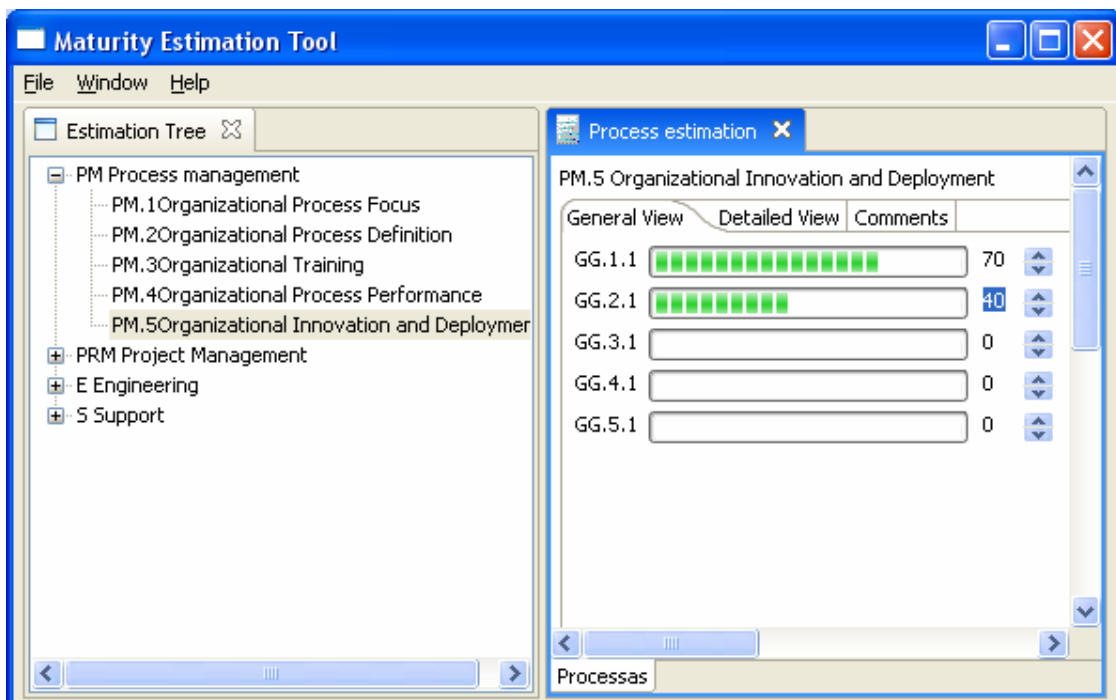 Maturity Estimation Tool
File Window Help
Estimation Tree
PM Process management
PM.1Organizational Process Focus
PM.2Organizational Process Definition
PM.3Organizational Training
PM.4Organizational Process Performance
PM.5Organizational Innovation and Deploymer
PRM Project Management
E Engineering
S Support
Process estimation
PM.5 Organizational Innovation and Deployment
General View Detailed View Comments
GG.1.1 70
GG.2.1 40
GG.3.1 0
GG.4.1 0
GG.5.1 0
Processas